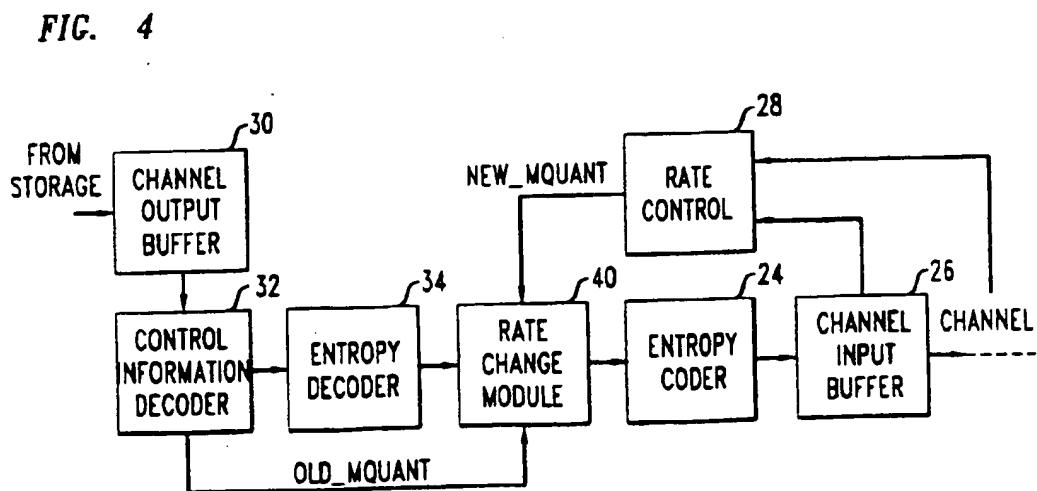 FIG. 4
FROM
STORAGE
30
CHANNEL
OUTPUT
BUFFER
28
RATE
CONTROL
NEW_MQUANT
32
CONTROL
INFORMATION
DECODER
34
ENTROPY
DECODER
40
RATE
CHANGE
MODULE
24
ENTROPY
CODER
26
CHANNEL
INPUT
BUFFER
CHANNEL
OLD_MQUANT